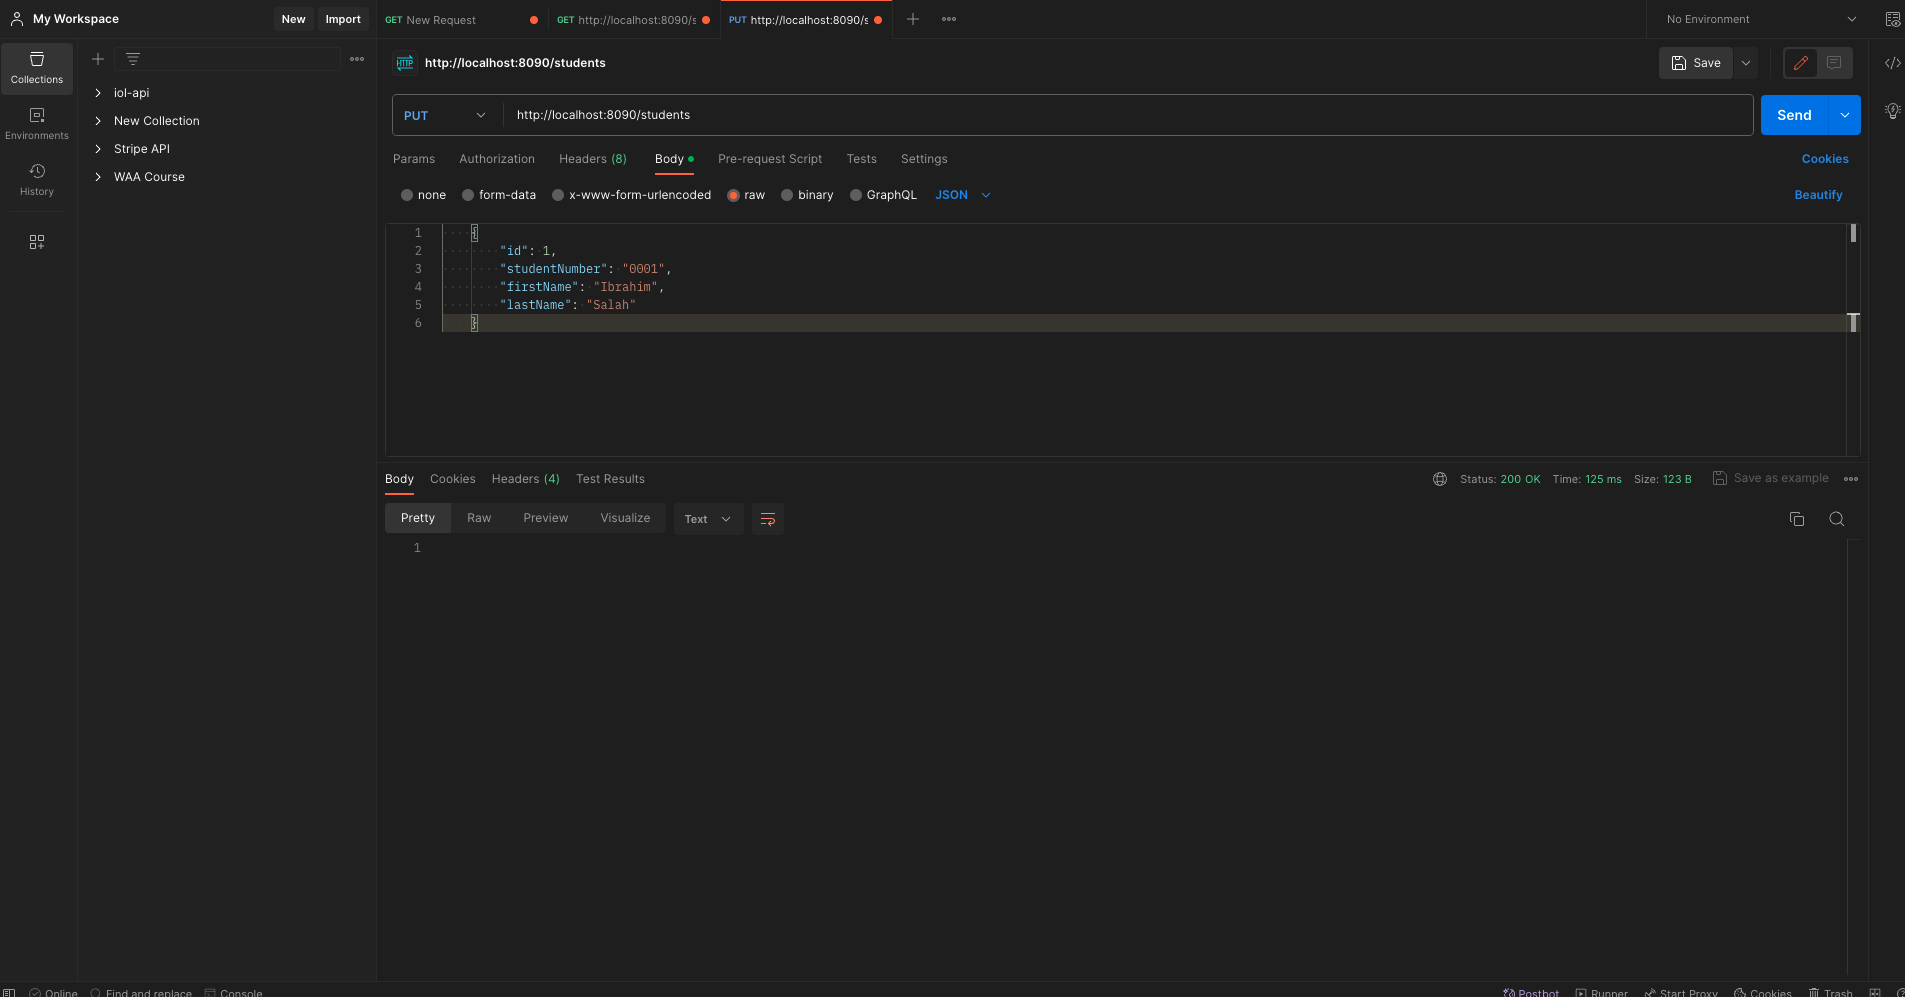 My Workspace
New
Import
GET New Request
GET http://localhost:8090/s
PUT http://localhost:8090/s
No Environment
Collections
Environments
History
iol-api
New Collection
Stripe API
WAA Course
HTTP
http://localhost:8090/students
Save
PUT
http://localhost:8090/students
Send
Params
Authorization
Headers (8)
Body
Pre-request Script
Tests
Settings
Cookies
none
form-data
x-www-form-urlencoded
raw
binary
GraphQL
JSON
Beautify
1 {
2 "id": 1,
3 "studentNumber": "0001",
4 "firstName": "Ibrahim",
5 "lastName": "Salah"
6 }
Body
Cookies
Headers (4)
Test Results
Status: 200 OK
Time: 125 ms
Size: 123 B
Save as example
Pretty
Raw
Preview
Visualize
Text
1
Online
Find and replace
Console
Postbot
Runner
Start Proxy
Cookies
Trash